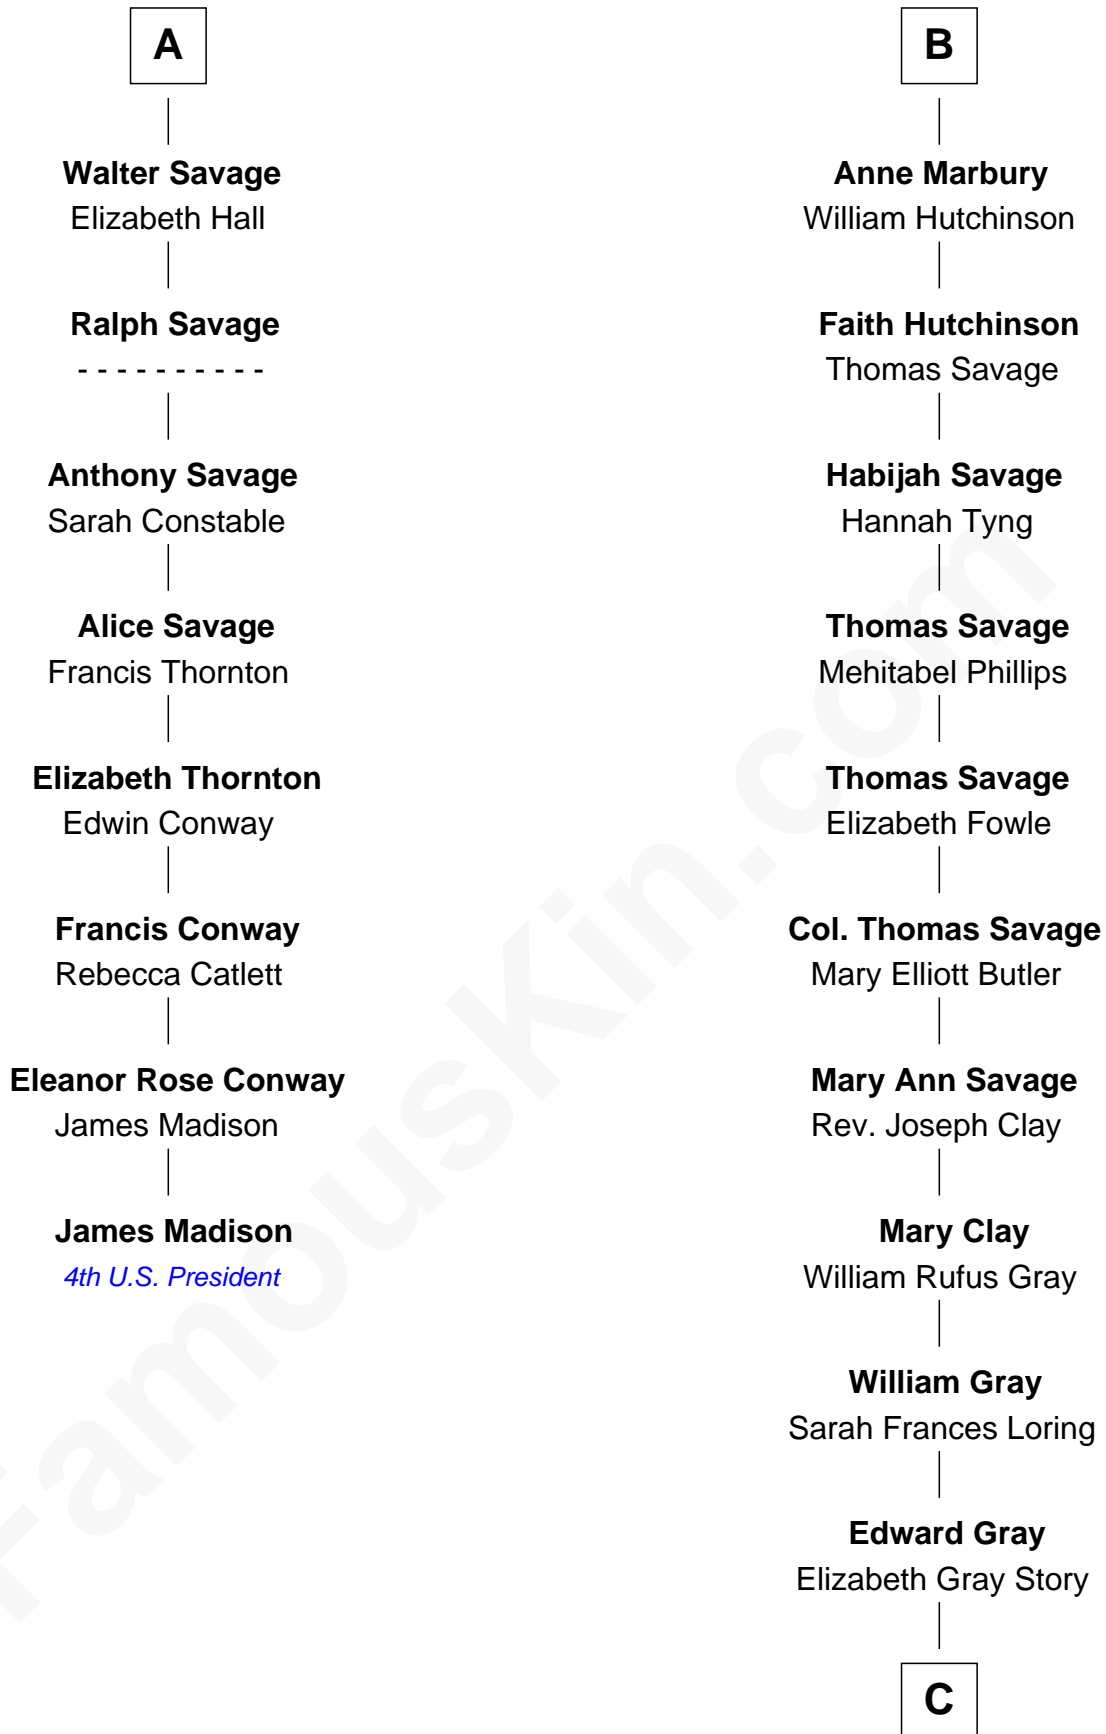 A
Walter Savage
Elizabeth Hall
Ralph Savage
- - - - - - - - - -
Anthony Savage
Sarah Constable
Alice Savage
Francis Thornton
Elizabeth Thornton
Edwin Conway
Francis Conway
Rebecca Catlett
Eleanor Rose Conway
James Madison
James Madison
4th U.S. President
B
Anne Marbury
William Hutchinson
Faith Hutchinson
Thomas Savage
Habijah Savage
Hannah Tyng
Thomas Savage
Mehitabel Phillips
Thomas Savage
Elizabeth Fowle
Col. Thomas Savage
Mary Elliott Butler
Mary Ann Savage
Rev. Joseph Clay
Mary Clay
William Rufus Gray
William Gray
Sarah Frances Loring
Edward Gray
Elizabeth Gray Story
C
FamousKin.com